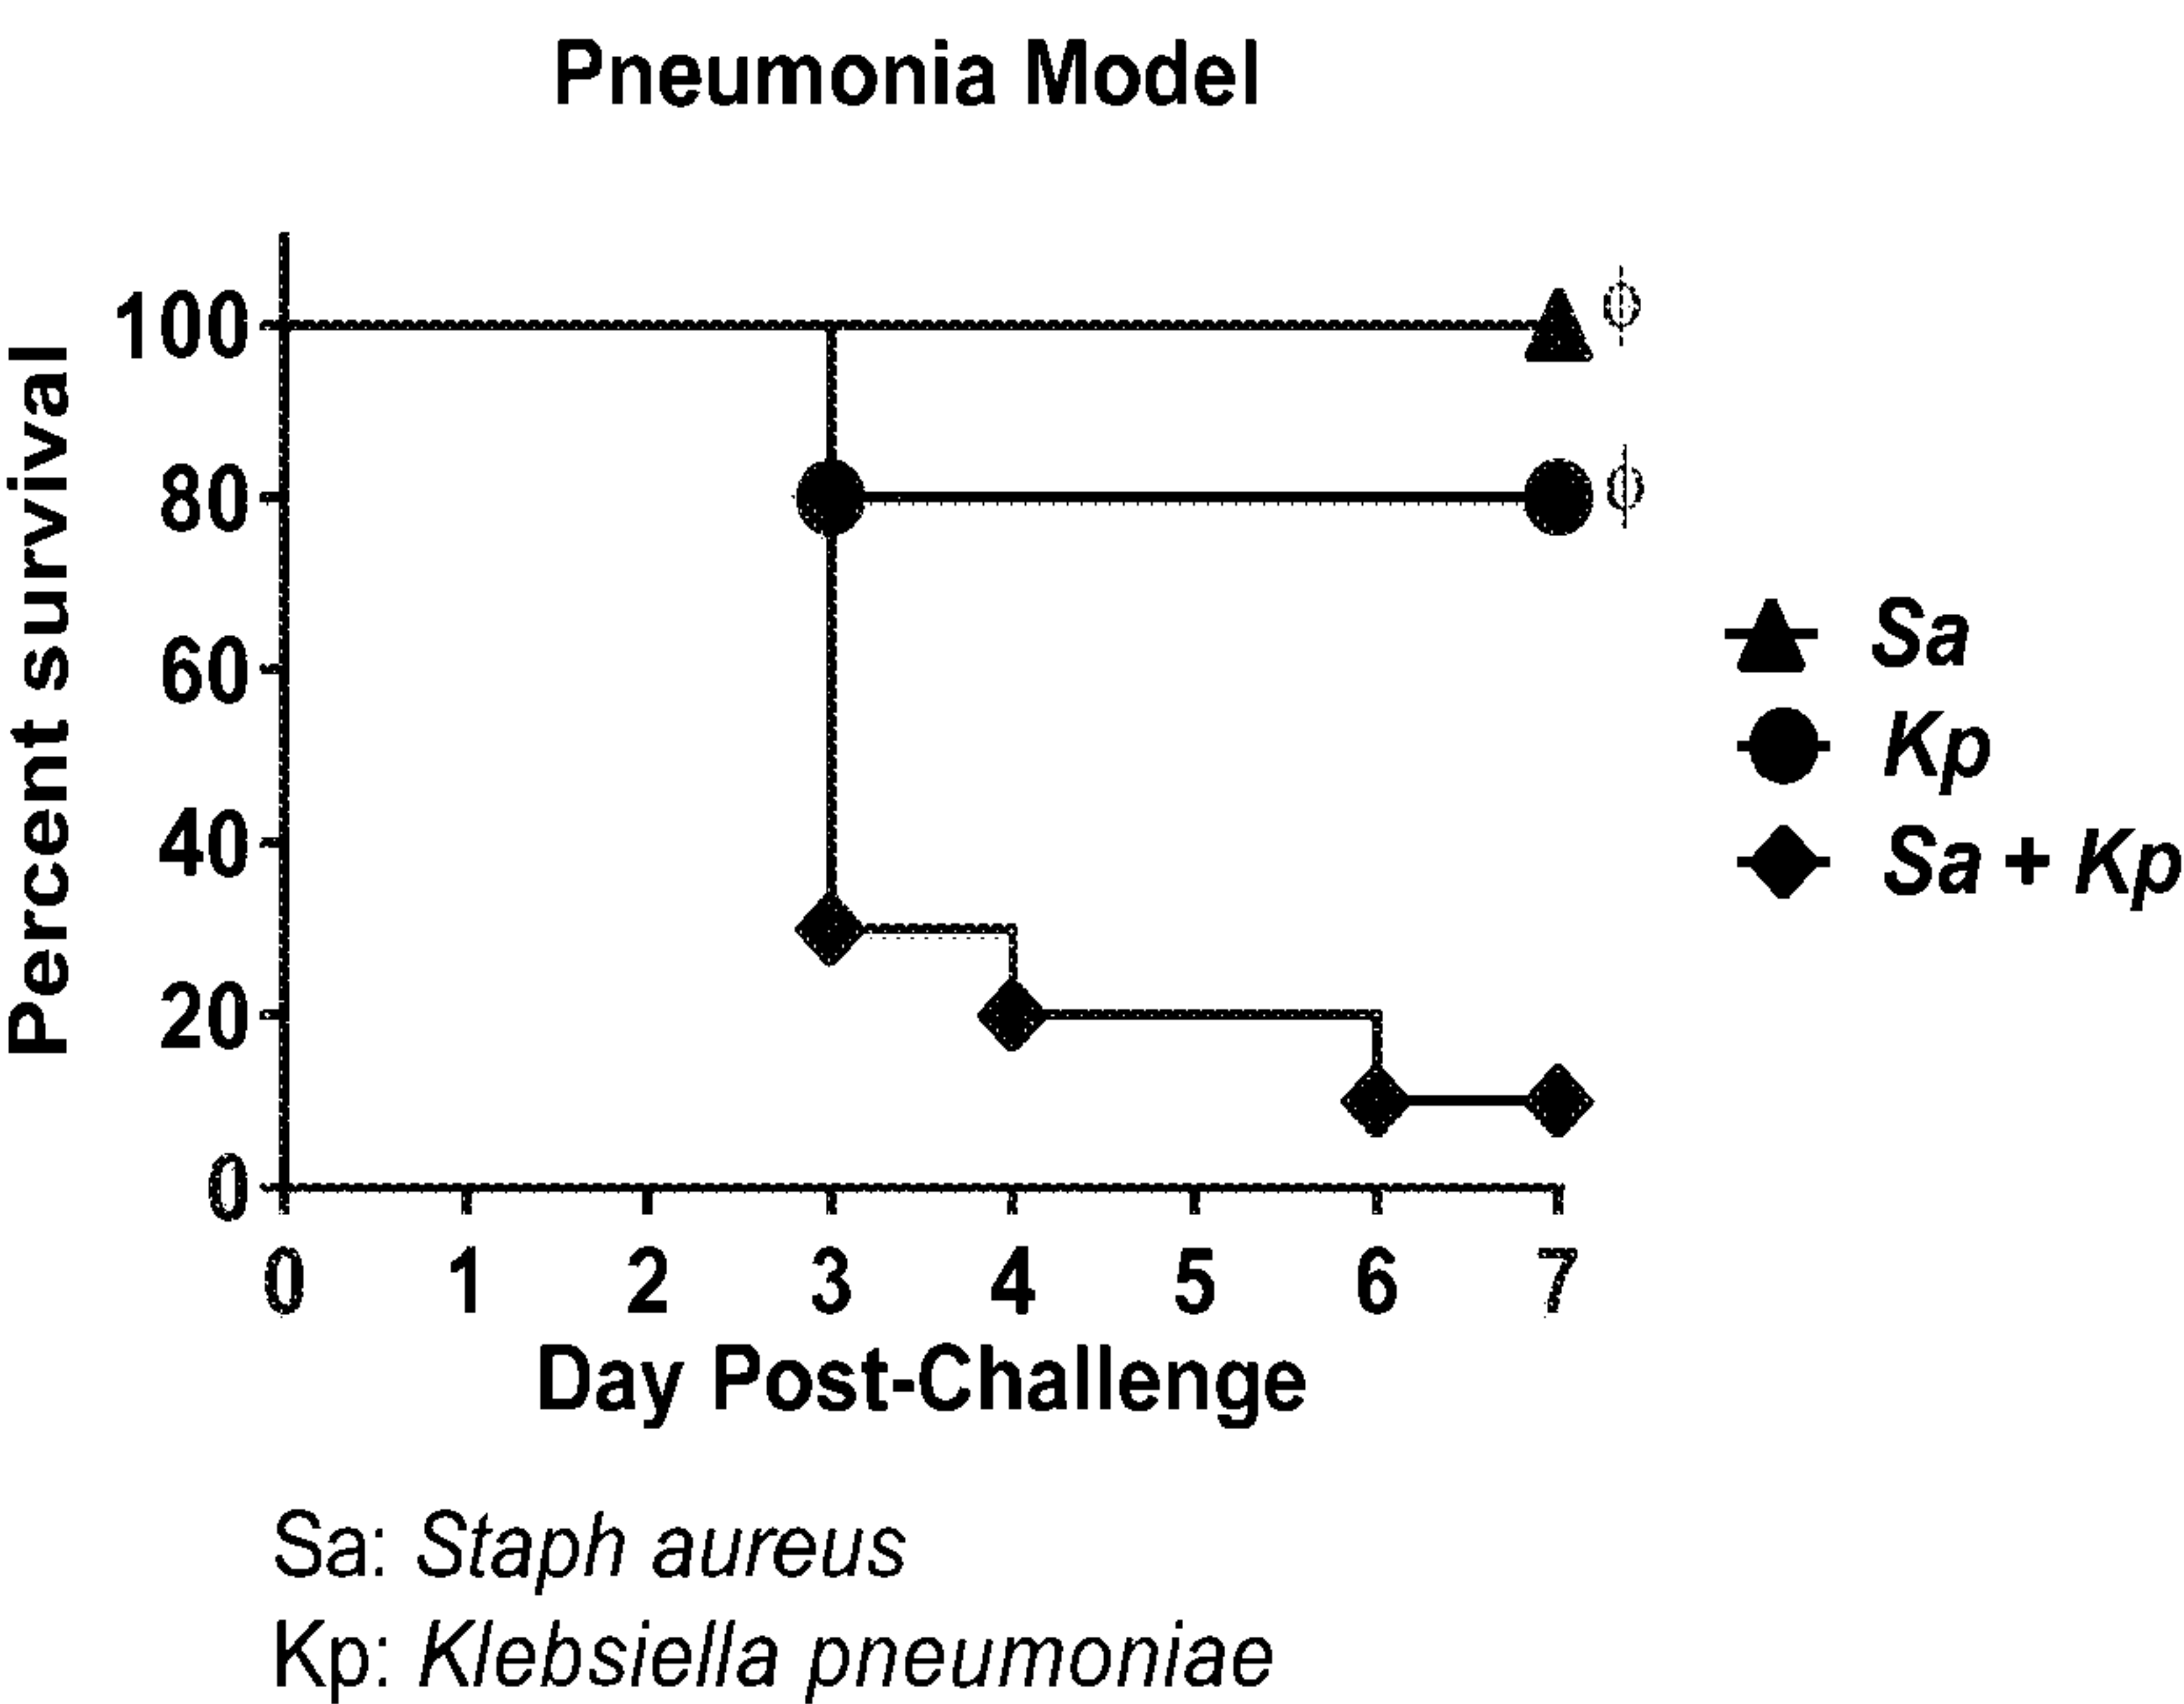 Pneumonia Model
Percent survival
100
80
60
40
20
0
ϕ
ϕ
Sa
Kp
Sa + Kp
0 1 2 3 4 5 6 7
Day Post-Challenge
Sa: Staph aureus
Kp: Klebsiella pneumoniae